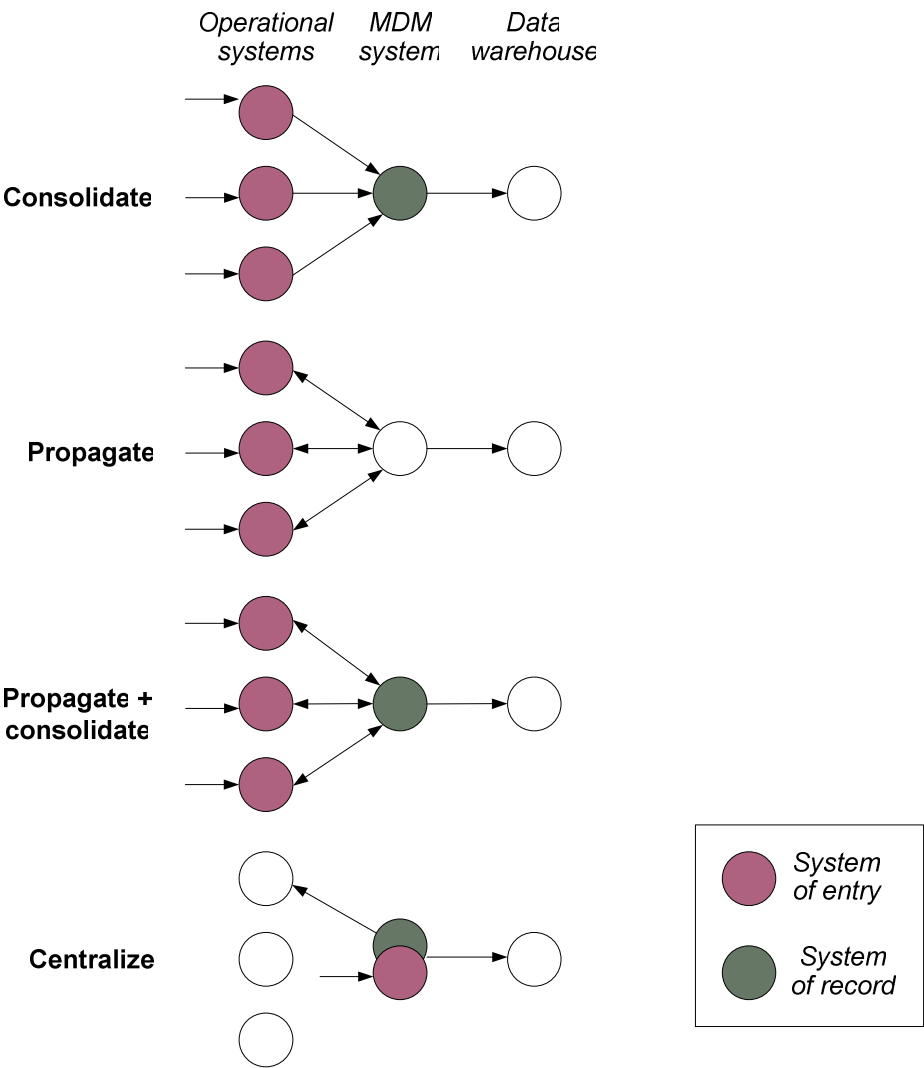 Operational
systems
MDM
system
Data
warehouse
Consolidate
Propagate
Propagate +
consolidate
Centralize
System
of entry
System
of record